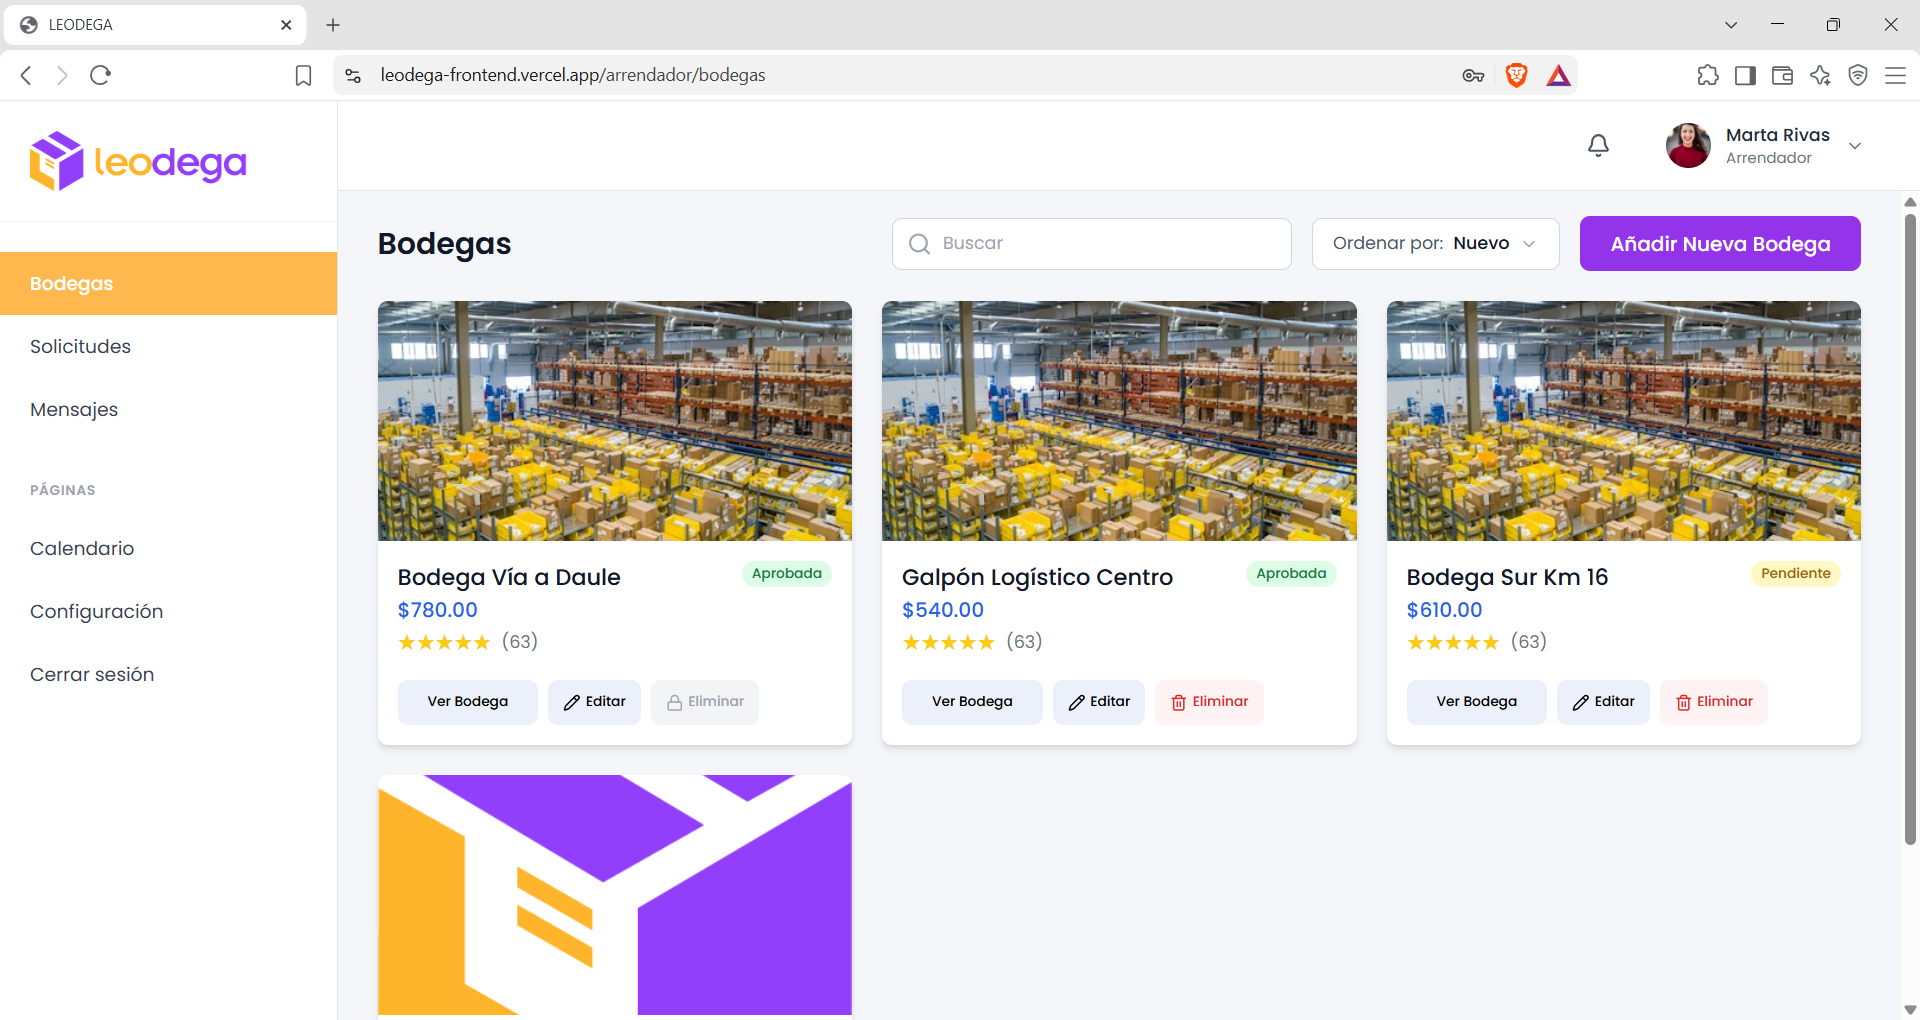 LEODEGA
leodega-frontend.vercel.app/arrendador/bodegas
leodega
Marta Rivas
Arrendador
Bodegas
Solicitudes
Mensajes
PÁGINAS
Calendario
Configuración
Cerrar sesión
Bodegas
Buscar
Ordenar por: Nuevo
Añadir Nueva Bodega
Bodega Vía a Daule
Aprobada
$780.00
(63)
Ver Bodega
Editar
Eliminar
Galpón Logístico Centro
Aprobada
$540.00
(63)
Ver Bodega
Editar
Eliminar
Bodega Sur Km 16
Pendiente
$610.00
(63)
Ver Bodega
Editar
Eliminar